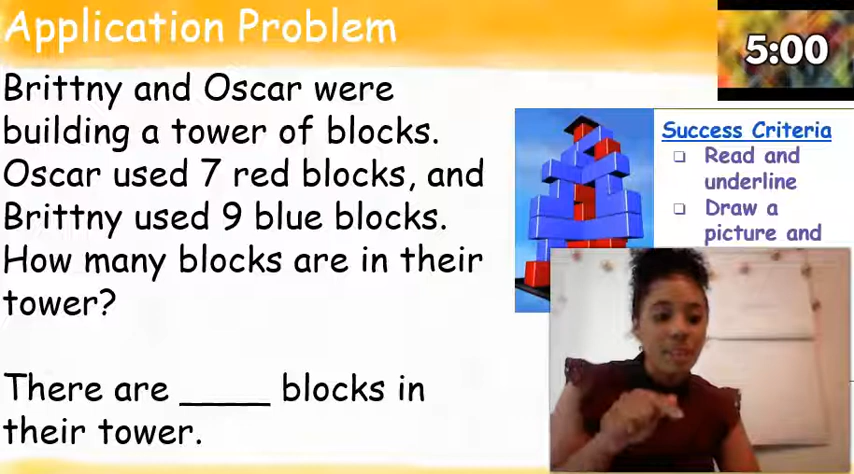 Application Problem
5:00
Brittny and Oscar were
building a tower of blocks.
Oscar used 7 red blocks, and
Brittny used 9 blue blocks.
How many blocks are in their
tower?
There are ____ blocks in
their tower.
Success Criteria
❑ Read and
underline
❑ Draw a
picture and